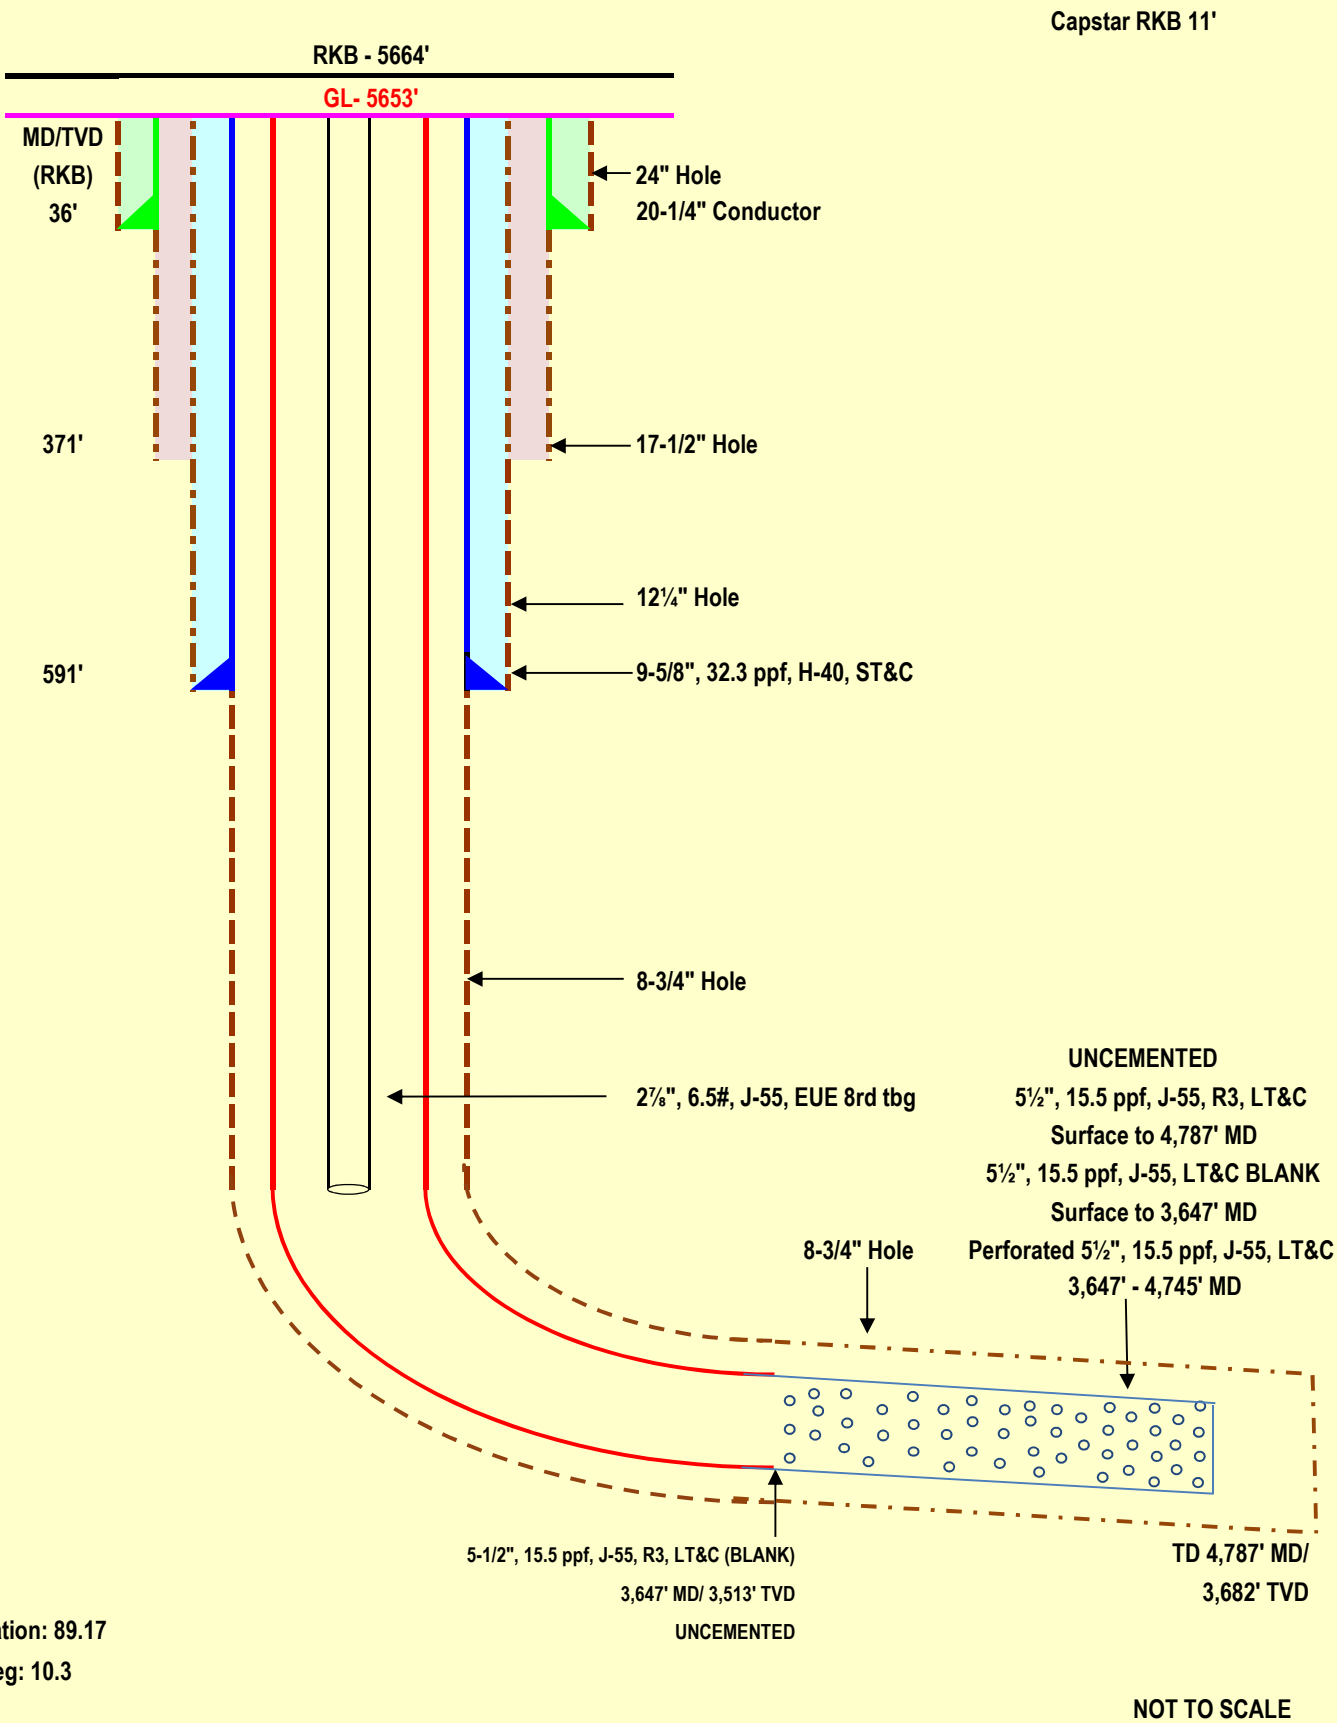 Capstar RKB 11'
RKB - 5664'
GL- 5653'
MD/TVD
(RKB)
36'
24" Hole
20-1/4" Conductor
371'
17-1/2" Hole
12¼" Hole
591'
9-5/8", 32.3 ppf, H-40, ST&C
8-3/4" Hole
2⅞", 6.5#, J-55, EUE 8rd tbg
UNCEMENTED
5½", 15.5 ppf, J-55, R3, LT&C
Surface to 4,787' MD
5½", 15.5 ppf, J-55, LT&C BLANK
Surface to 3,647' MD
8-3/4" Hole
Perforated 5½", 15.5 ppf, J-55, LT&C
3,647' - 4,745' MD
5-1/2", 15.5 ppf, J-55, R3, LT&C (BLANK)
3,647' MD/ 3,513' TVD
UNCEMENTED
TD 4,787' MD/
3,682' TVD
ation: 89.17
eg: 10.3
NOT TO SCALE